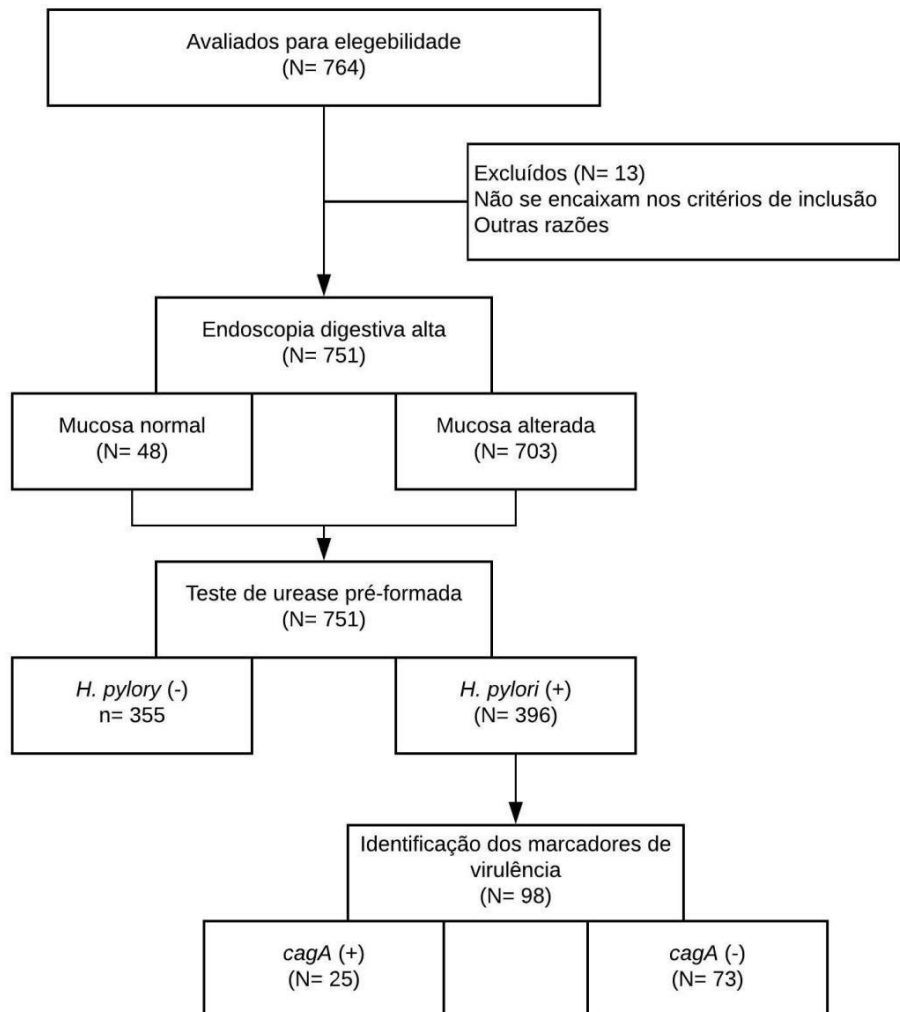 Avaliados para elegebilidade
(N= 764)
Excluídos (N= 13)
Não se encaixam nos critérios de inclusão
Outras razões
Endoscopia digestiva alta
(N= 751)
Mucosa normal
(N= 48)
Mucosa alterada
(N= 703)
Teste de urease pré-formada
(N= 751)
H. pylory (-)
n= 355
H. pylori (+)
(N= 396)
Identificação dos marcadores de
virulência
(N= 98)
cagA (+)
(N= 25)
cagA (-)
(N= 73)